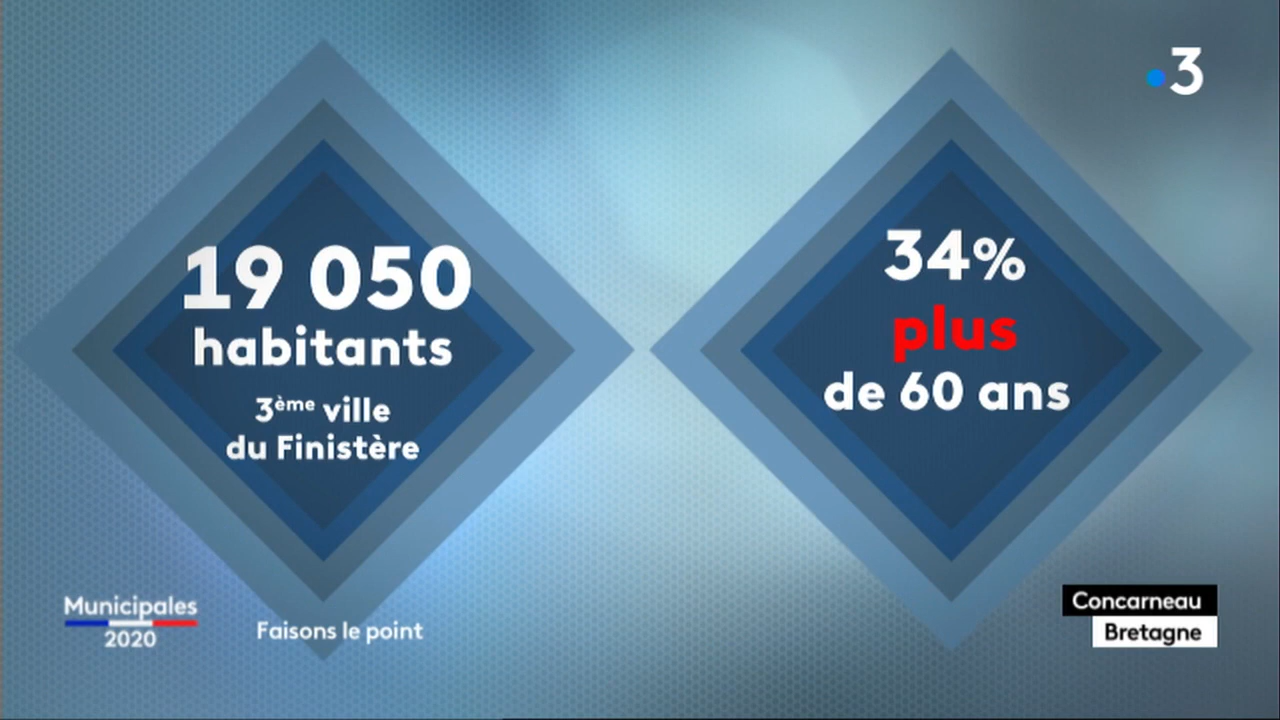 3
19 050
habitants
3ème ville
du Finistère
34%
plus
de 60 ans
Municipales
2020
Faisons le point
Concarneau
Bretagne